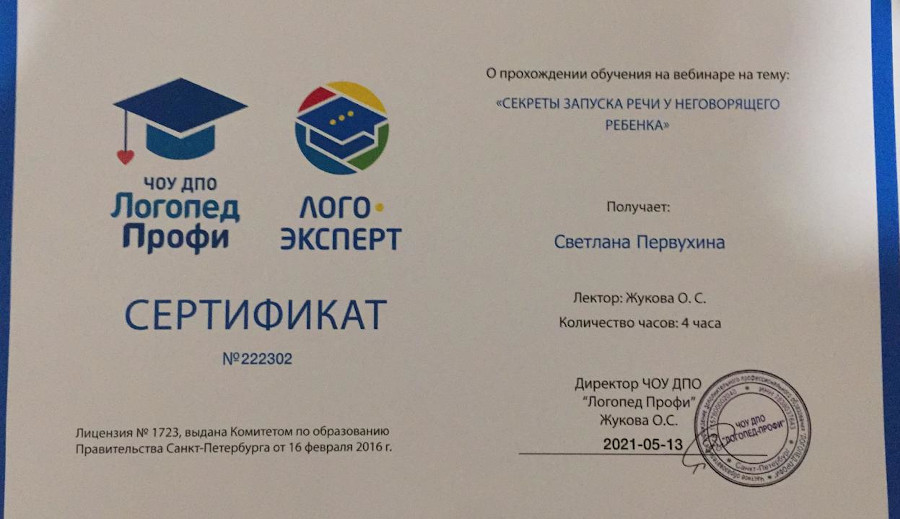 ЧОУ ДПО
Логопед
Профи
ЛОГО
ЭКСПЕРТ
СЕРТИФИКАТ
№222302
Лицензия № 1723, выдана Комитетом по образованию
Правительства Санкт-Петербурга от 16 февраля 2016 г.
О прохождении обучения на вебинаре на тему:
«СЕКРЕТЫ ЗАПУСКА РЕЧИ У НЕГОВОРЯЩЕГО
РЕБЕНКА»
Получает:
Светлана Первухина
Лектор: Жукова О. С.
Количество часов: 4 часа
Директор ЧОУ ДПО
"Логопед Профи"
Жукова О.С.
2021-05-13
ЧОУ ДПО
"ЛОГОПЕД-ПРОФИ"
Санкт-Петербург